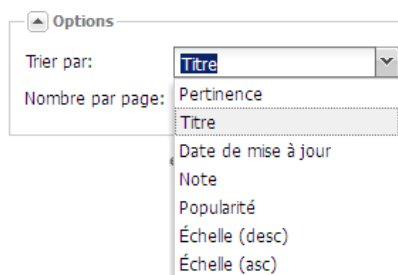 Options
Trier par: Titre
Nombre par page:
Pertinence
Titre
Date de mise à jour
Note
Popularité
Échelle (desc)
Échelle (asc)